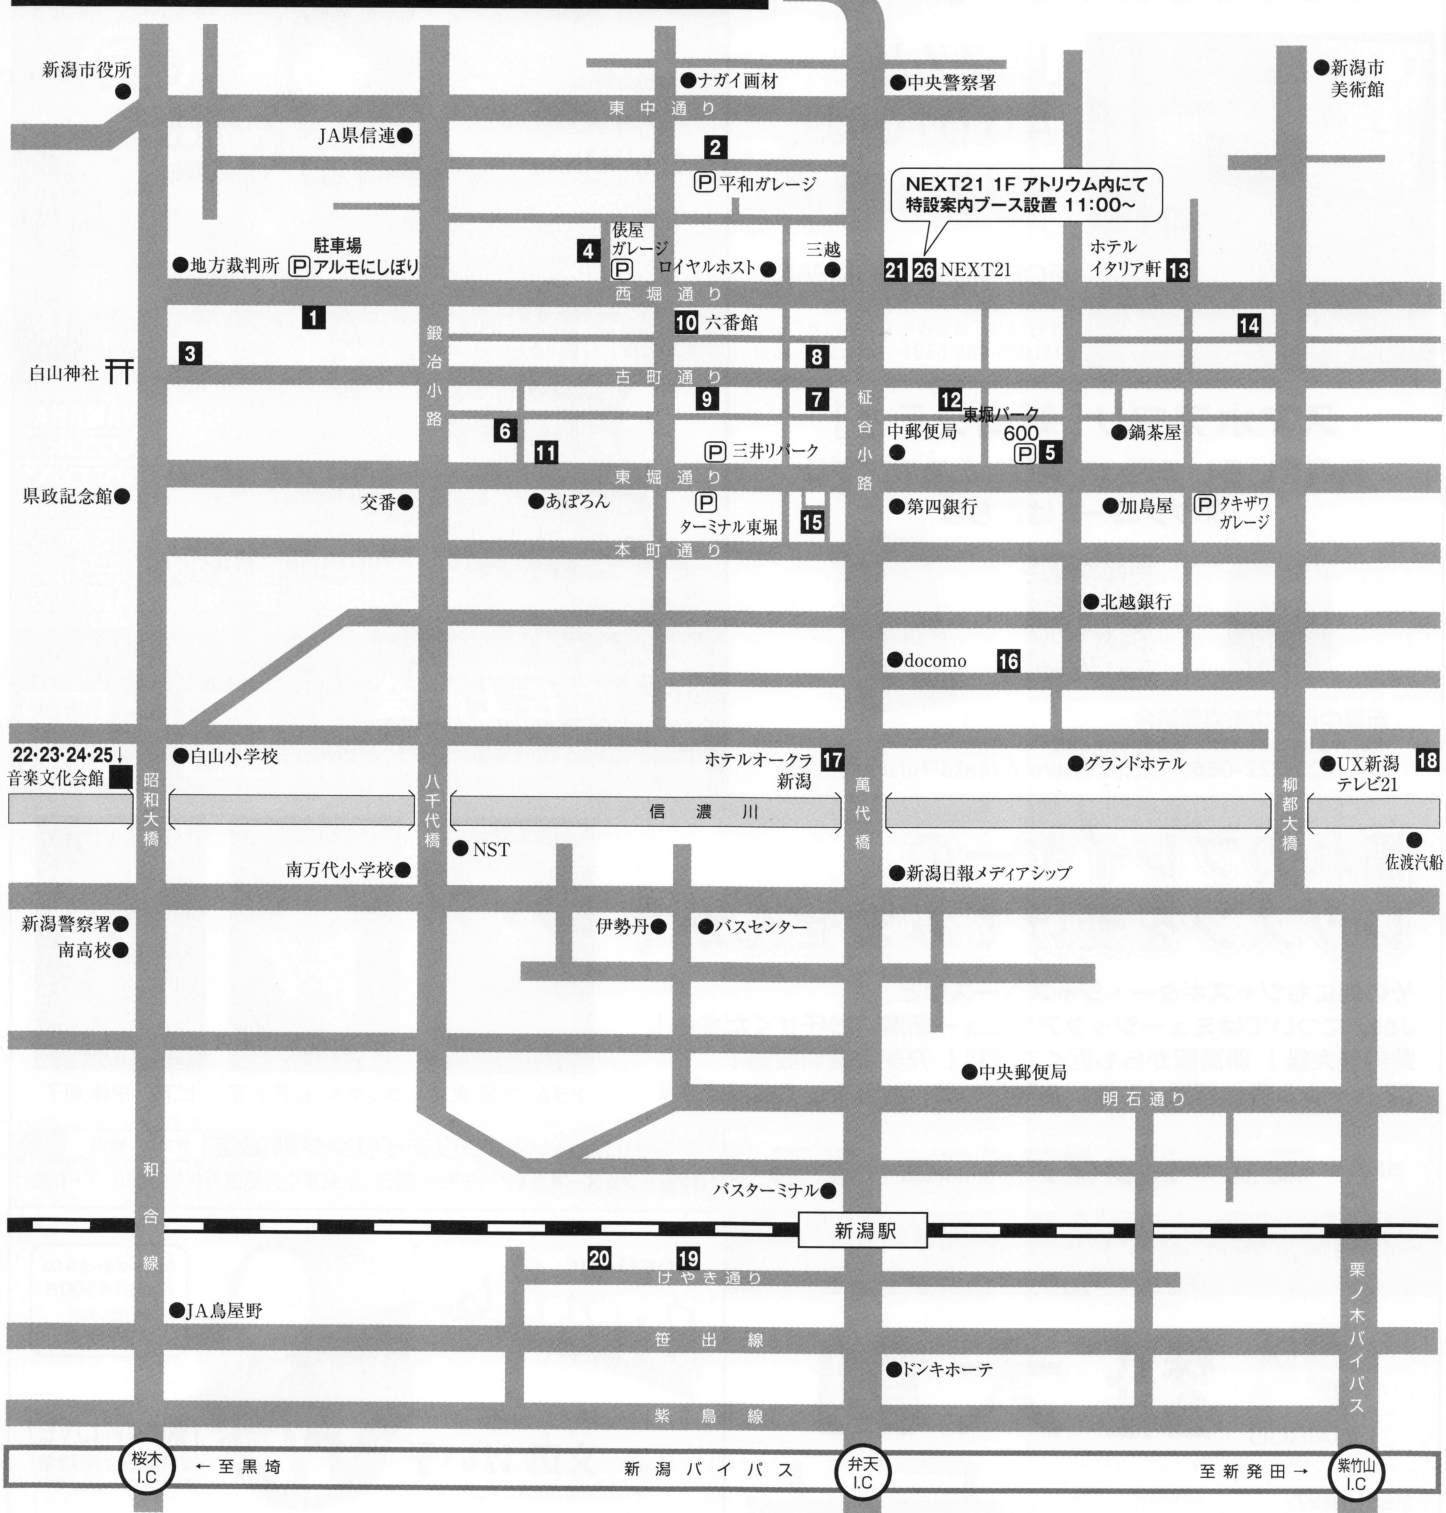 新潟市役所
ナガイ画材
中央警察署
新潟市
美術館
東中通り
JA県信連
2
P 平和ガレージ
NEXT21 1F アトリウム内にて
特設案内ブース設置 11:00～
地方裁判所
駐車場
P アルモにしぼり
4
俵屋
ガレージ
P
ロイヤルホスト
三越
21 26 NEXT21
ホテル
イタリア軒 13
西堀通り
1
鍛冶小路
10 六番館
14
3
8
白山神社
古町通り
9
7
柾谷小路
12
東堀パーク
600
P 5
中郵便局
鍋茶屋
6
11
P 三井リパーク
東堀通り
県政記念館
交番
あぽろん
P
ターミナル東堀
15
第四銀行
加島屋
P タキザワ
ガレージ
本町通り
北越銀行
docomo
16
22・23・24・25↓
音楽文化会館
白山小学校
ホテルオークラ
新潟
17
グランドホテル
UX新潟
テレビ21
18
昭和大橋
八千代橋
信濃川
萬代橋
柳都大橋
NST
佐渡汽船
南万代小学校
新潟日報メディアシップ
新潟警察署
南高校
伊勢丹
バスセンター
中央郵便局
明石通り
和合線
バスターミナル
新潟駅
20
19
けやき通り
栗ノ木バイパス
JA鳥屋野
笹出線
ドンキホーテ
紫鳥線
桜木
I.C
←至黒埼
新潟バイパス
弁天
I.C
至新発田→
紫竹山
I.C